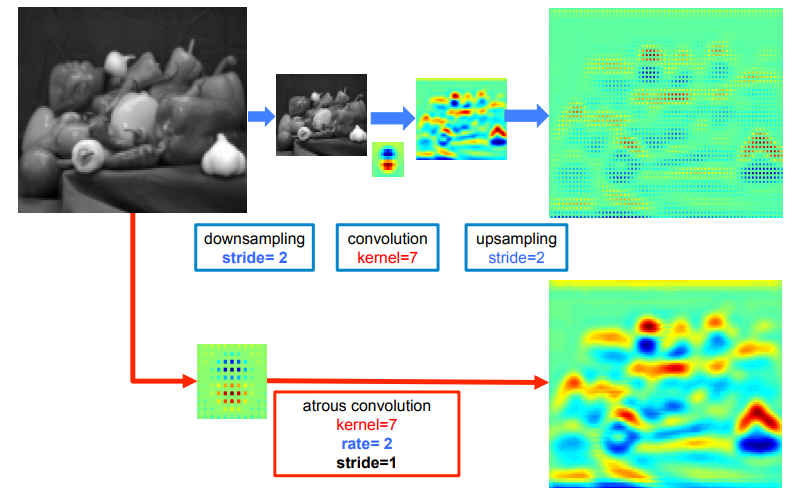 downsampling
stride= 2
convolution
kernel=7
upsampling
stride=2
atrous convolution
kernel=7
rate= 2
stride=1